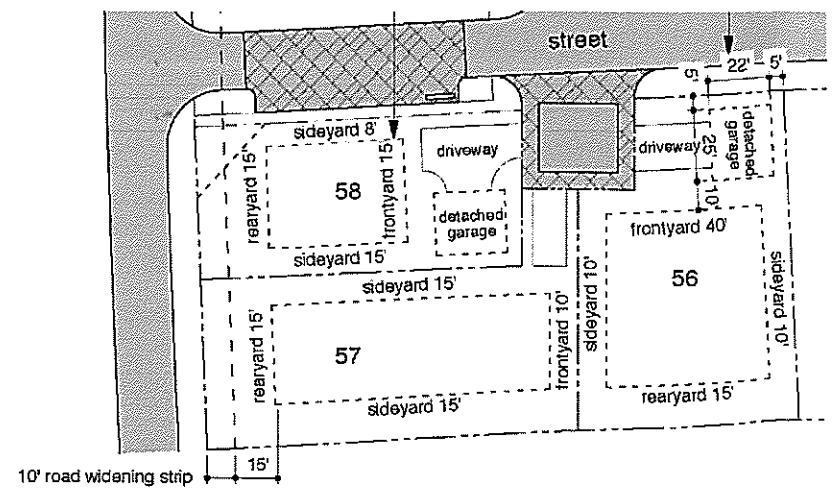 street
22' 5'
5'
sideyard 8'
driveway
driveway
25'
detached
garage
rearyard 15'
58
frontyard 15'
10'
detached
garage
frontyard 40'
sideyard 15'
sideyard 15'
sideyard 10'
56
sideyard 10'
rearyard 15'
57
frontyard 10'
sideyard 15'
rearyard 15'
10' road widening strip
15'